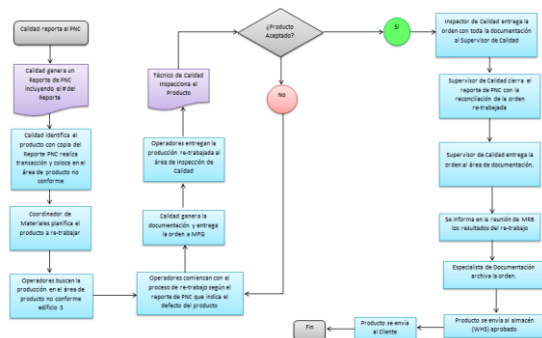 Calidad reporta el PNC
Calidad genera un
Reporte de PNC
incluyendo el # del
Reporte
Calidad identifica el
producto con copia del
Reporte PNC realiza
transacción y coloca en el
área de producto no
conforme
Coordinador de
Materiales planifica el
producto a re-trabajar
Operadores buscan la
producción en el área de
producto no conforme
edificio 3
Operadores comienzan con el
proceso de re-trabajo según el
reporte de PNC que indica el
defecto del producto
Calidad genera la
documentación y entrega
la orden a MFG
Operadores entregan la
producción re-trabajada al
área de Inspección de
Calidad
Técnico de Calidad
inspecciona el
Producto
¿Producto
Aceptado?
No
Si
Inspector de Calidad entrega la
orden con toda la documentación
al Supervisor de Calidad
Supervisor de Calidad cierra el
reporte de PNC con la
reconciliación de la orden
re-trabajada
Supervisor de Calidad entrega la
orden al área de documentación.
Se informa en la reunión de MRB
los resultados del re-trabajo
Especialista de Documentación
archiva la orden.
Producto se envía al almacén
(WHS) aprobado
Producto se envía
al Cliente
Fin